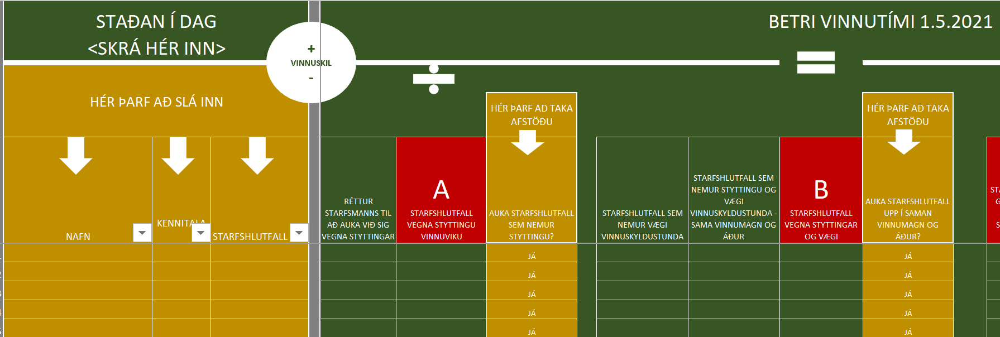 STAÐAN Í DAG
<SKRÁ HÉR INN>
BETRI VINNUTÍMI 1.5.2021
+
VINNUSKIL
-
HÉR ÞARF AÐ SLÁ INN
HÉR ÞARF AÐ TAKA
AFSTÖÐU
HÉR ÞARF AÐ TAKA
AFSTÖÐU
NAFN
KENNITALA
STARFSHLUTFALL
RÉTTUR
STARFSMANNS TIL
AÐ AUKA VIÐ SIG
VEGNA STYTTINGAR
A
STARFSHLUTFALL
VEGNA STYTTINGU
VINNUVIKU
AUKA STARFSHLUTFALL
SEM NEMUR
STYTTINGU?
STARFSHLUTFALL SEM
NEMUR VÆGI
VINNUSKYLDUSTUNDA
STARFSHLUTFALL SEM
NEMUR STYTTINGU OG
VÆGI
VINNUSKYLDUSTUNDA -
SAMA VINNUMAGN OG
ÁÐUR
B
STARFSHLUTFALL
VEGNA STYTTINGAR
OG VÆGI
AUKA STARFSHLUTFALL
UPP Í SAMAN
VINNUMAGN OG
ÁÐUR?
JÁ
JÁ
JÁ
JÁ
JÁ
JÁ
JÁ
JÁ
JÁ
JÁ